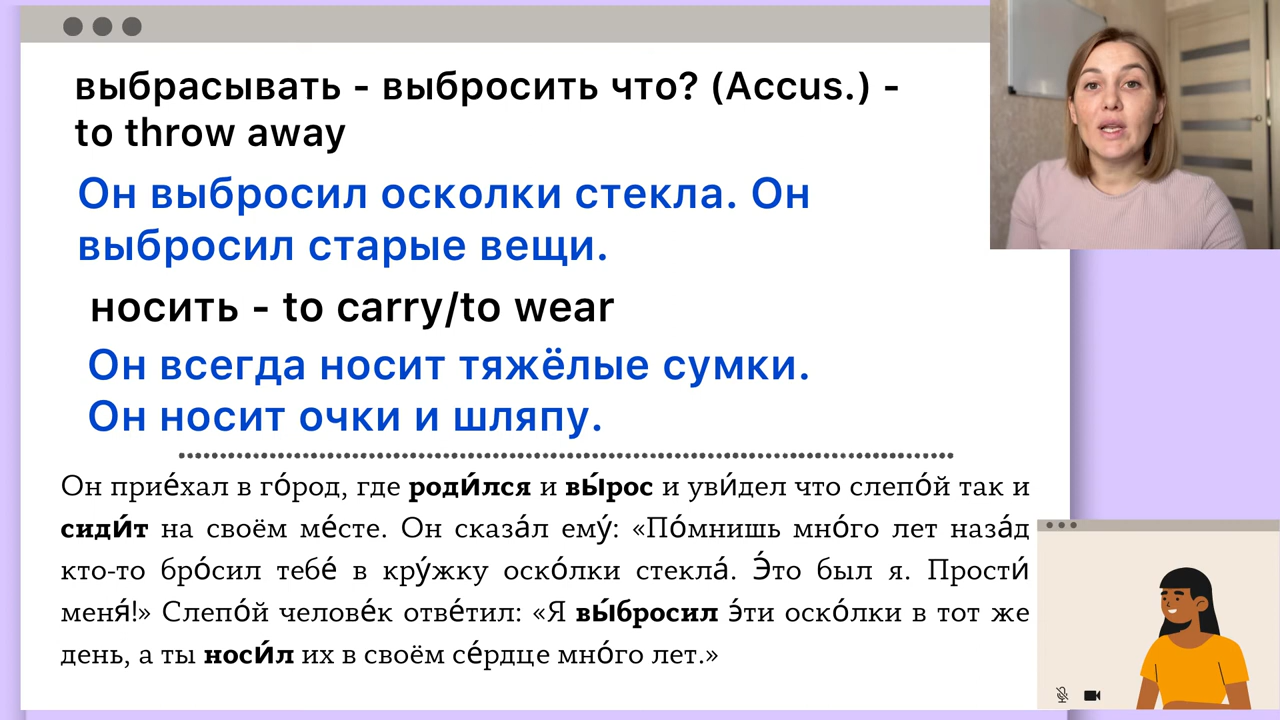 выбрасывать - выбросить что? (Accus.) -
to throw away
Он выбросил осколки стекла. Он
выбросил старые вещи.
носить - to carry/to wear
Он всегда носит тяжёлые сумки.
Он носит очки и шляпу.
Он прие́хал в го́род, где роди́лся и вы́рос и уви́дел что слепо́й так и
сиди́т на своём ме́сте. Он сказа́л ему́: «По́мнишь мно́го лет наза́д
кто-то бро́сил тебе́ в кру́жку оско́лки стекла́. Э́то был я. Прости́
меня́!» Слепо́й челове́к отве́тил: «Я вы́бросил э́ти оско́лки в тот же
день, а ты носи́л их в своём се́рдце мно́го лет.»